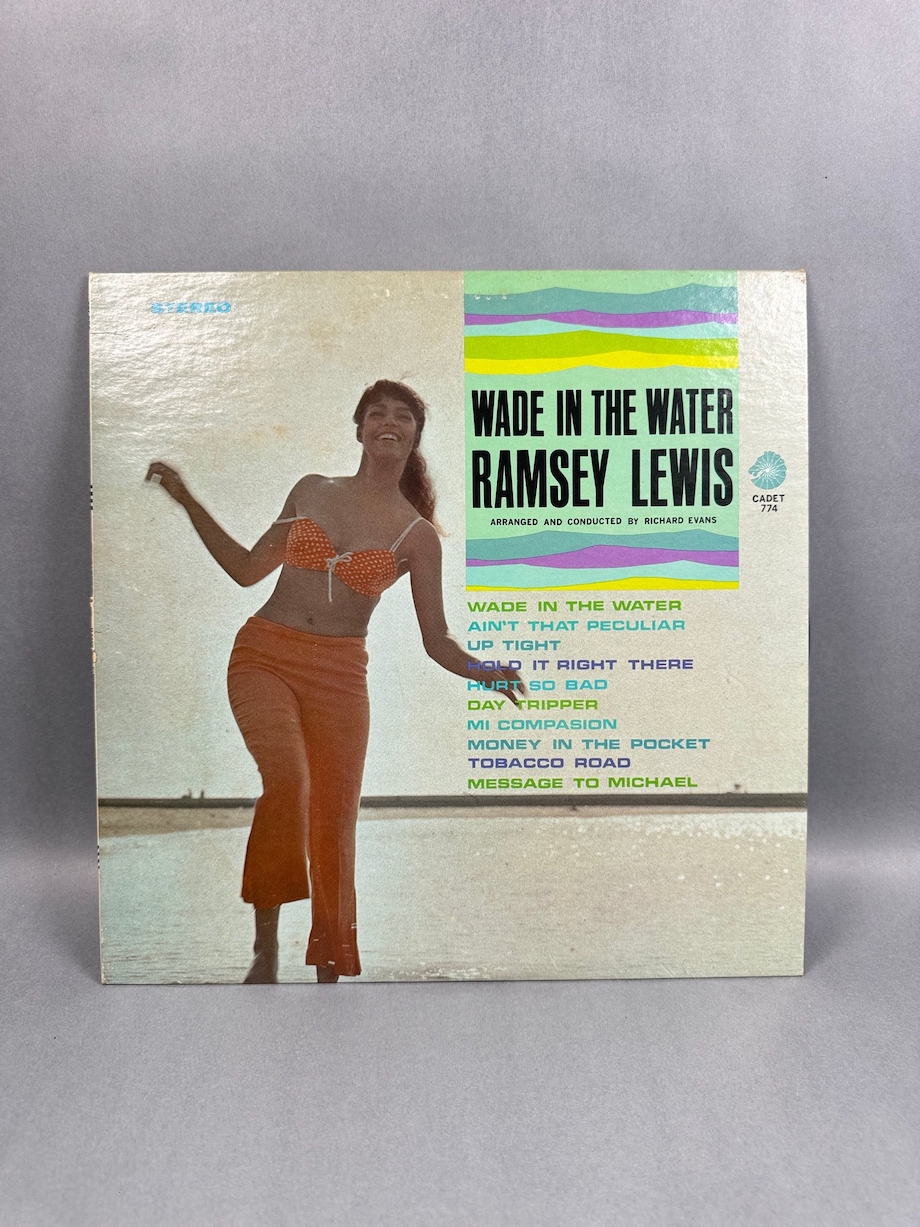 STEREO
WADE IN THE WATER
RAMSEY LEWIS
ARRANGED AND CONDUCTED BY RICHARD EVANS
CADET
774
WADE IN THE WATER
AIN'T THAT PECULIAR
UP TIGHT
HOLD IT RIGHT THERE
HURT SO BAD
DAY TRIPPER
MI COMPASION
MONEY IN THE POCKET
TOBACCO ROAD
MESSAGE TO MICHAEL